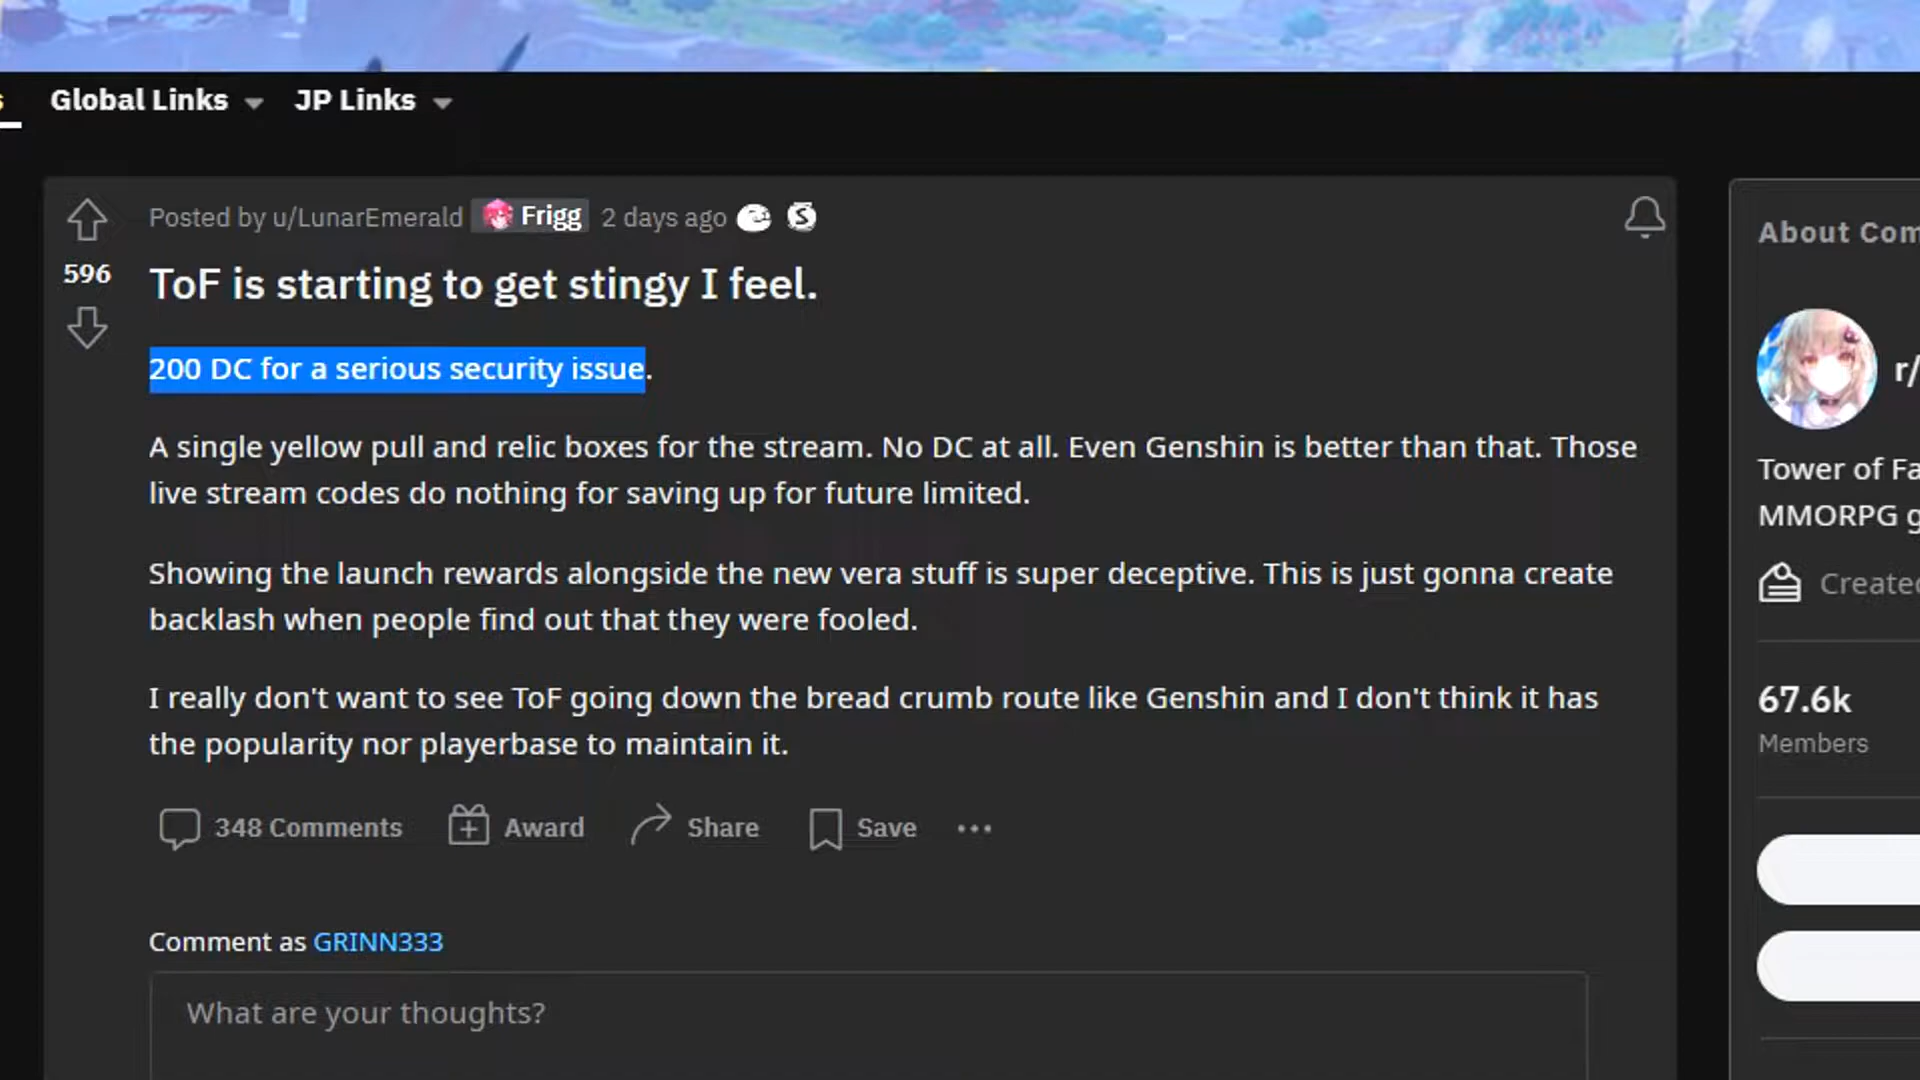 Global Links
JP Links
Posted by u/LunarEmerald Frigg 2 days ago
596
ToF is starting to get stingy I feel.
200 DC for a serious security issue.
A single yellow pull and relic boxes for the stream. No DC at all. Even Genshin is better than that. Those
live stream codes do nothing for saving up for future limited.
Showing the launch rewards alongside the new vera stuff is super deceptive. This is just gonna create
backlash when people find out that they were fooled.
I really don't want to see ToF going down the bread crumb route like Genshin and I don't think it has
the popularity nor playerbase to maintain it.
348 Comments
Award
Share
Save
Comment as GRINN333
What are your thoughts?
About Com
r/
Tower of Fa
MMORPG g
Created
67.6k
Members